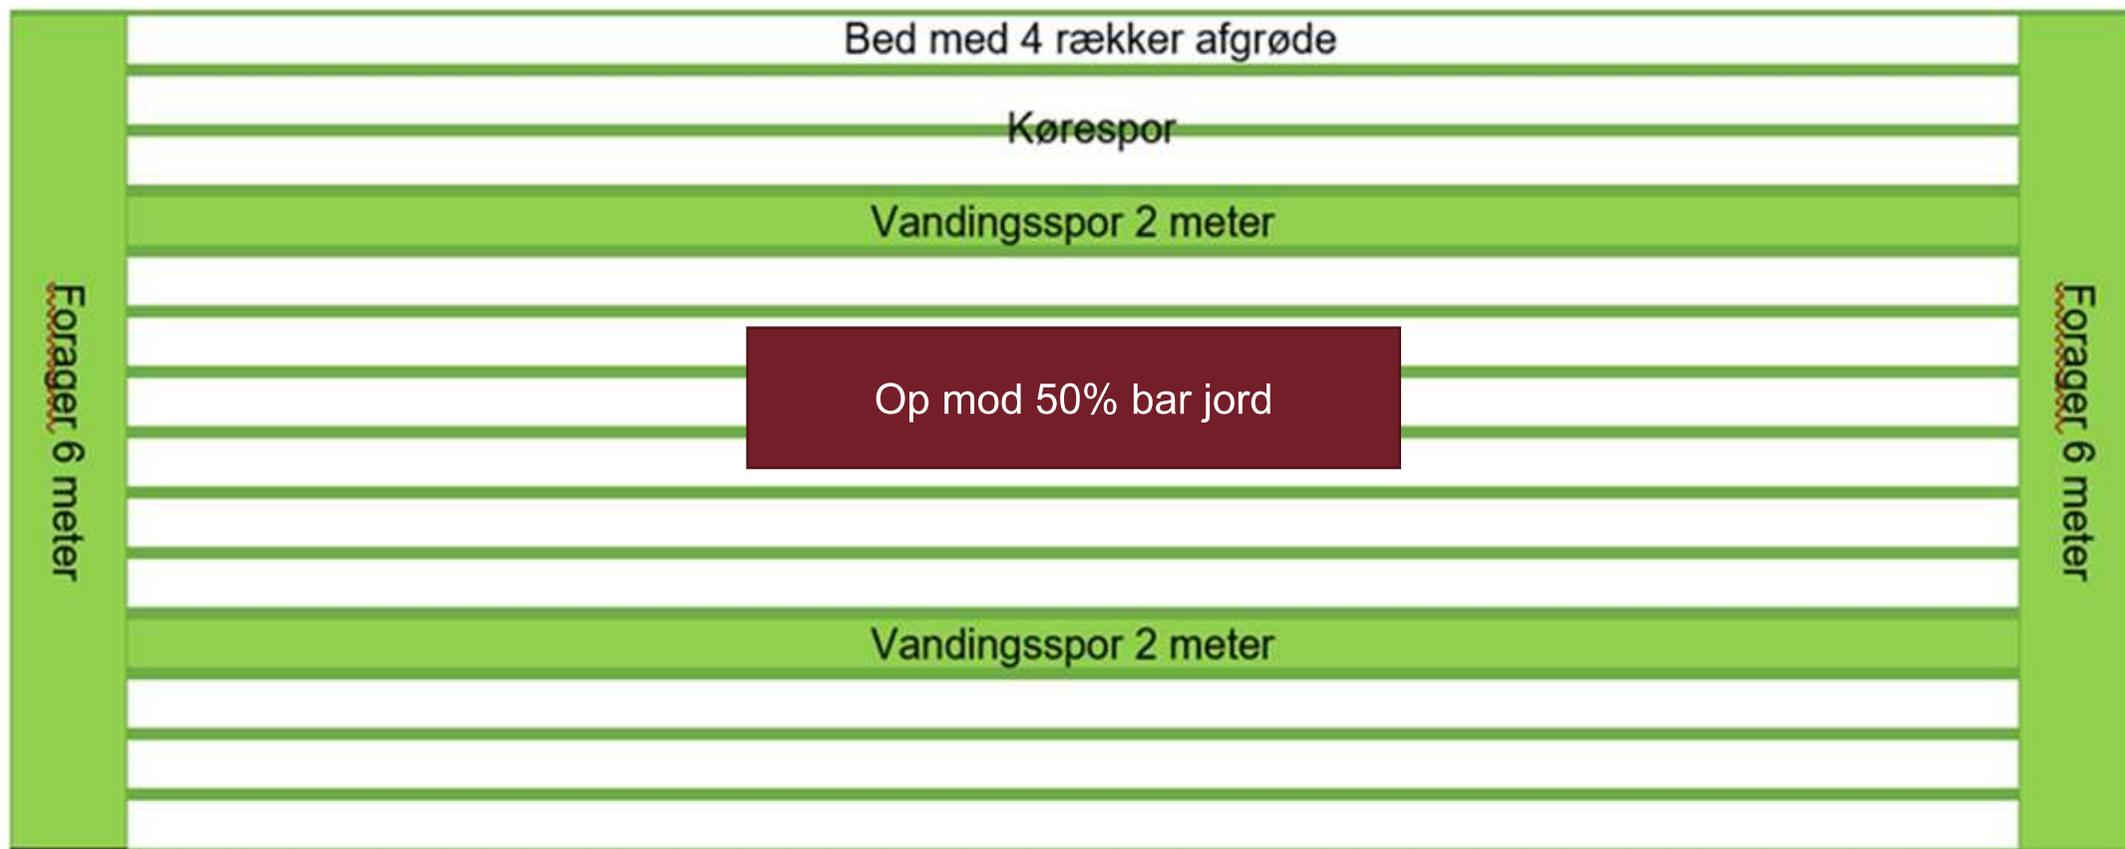 Bed med 4 rækker afgrøde
Kørespor
Vandingsspor 2 meter
Forager 6 meter
Op mod 50% bar jord
Forager 6 meter
Vandingsspor 2 meter